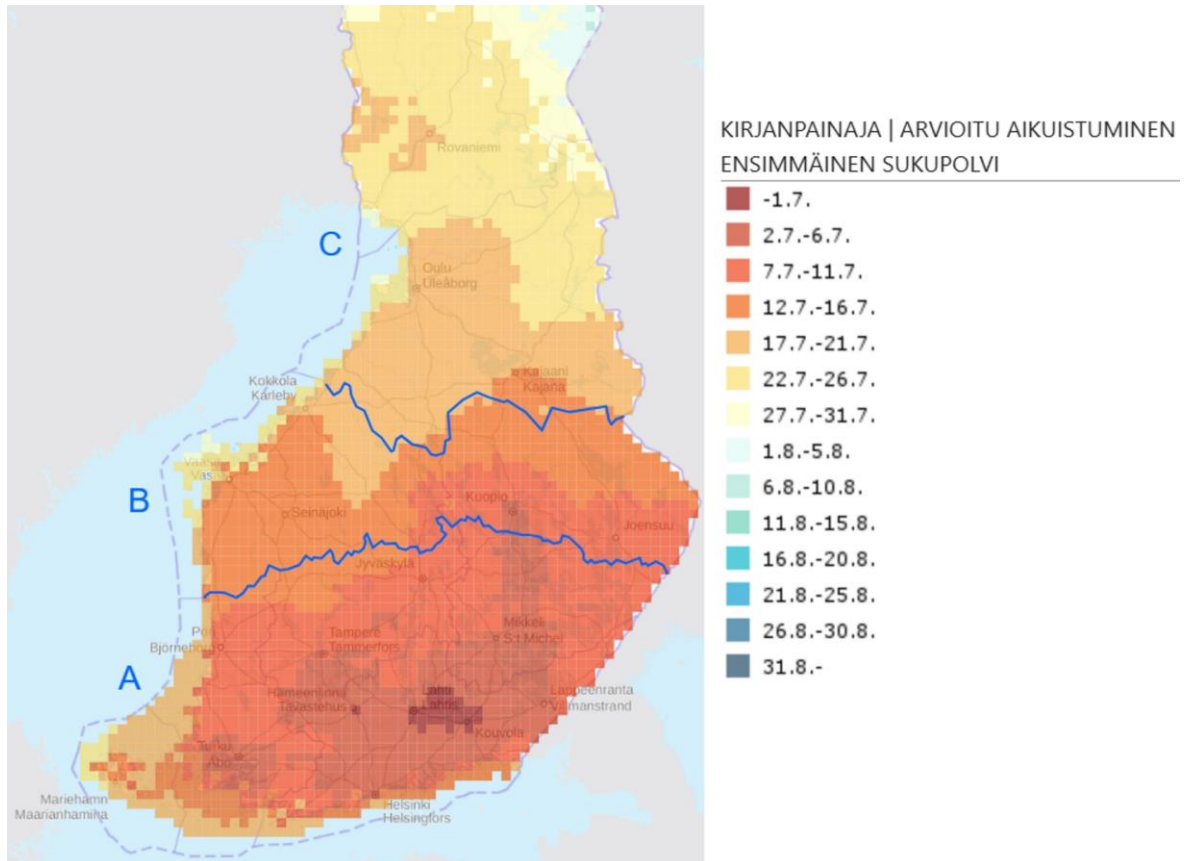 KIRJANPAINAJA | ARVIOITU AIKUISTUMINEN
ENSIMMÄINEN SUKUPOLVI
-1.7.
2.7.-6.7.
7.7.-11.7.
12.7.-16.7.
17.7.-21.7.
22.7.-26.7.
27.7.-31.7.
1.8.-5.8.
6.8.-10.8.
11.8.-15.8.
16.8.-20.8.
21.8.-25.8.
26.8.-30.8.
31.8.-
Rovaniemi
C
Oulu
Uleåborg
Kajaani
Kajana
Kokkola
Karleby
B
Kuopio
Seinäjoki
Joensuu
Jyväskylä
Pori
Björneborg
Tampere
Tammerfors
Mikkeli
S:t Michel
A
Hämeenlinna
Tavastehus
Lahti
Lahtis
Lappeenranta
Villmanstrand
Kouvola
Turku
Åbo
Mariehamn
Maarianhamina
Helsinki
Helsingfors